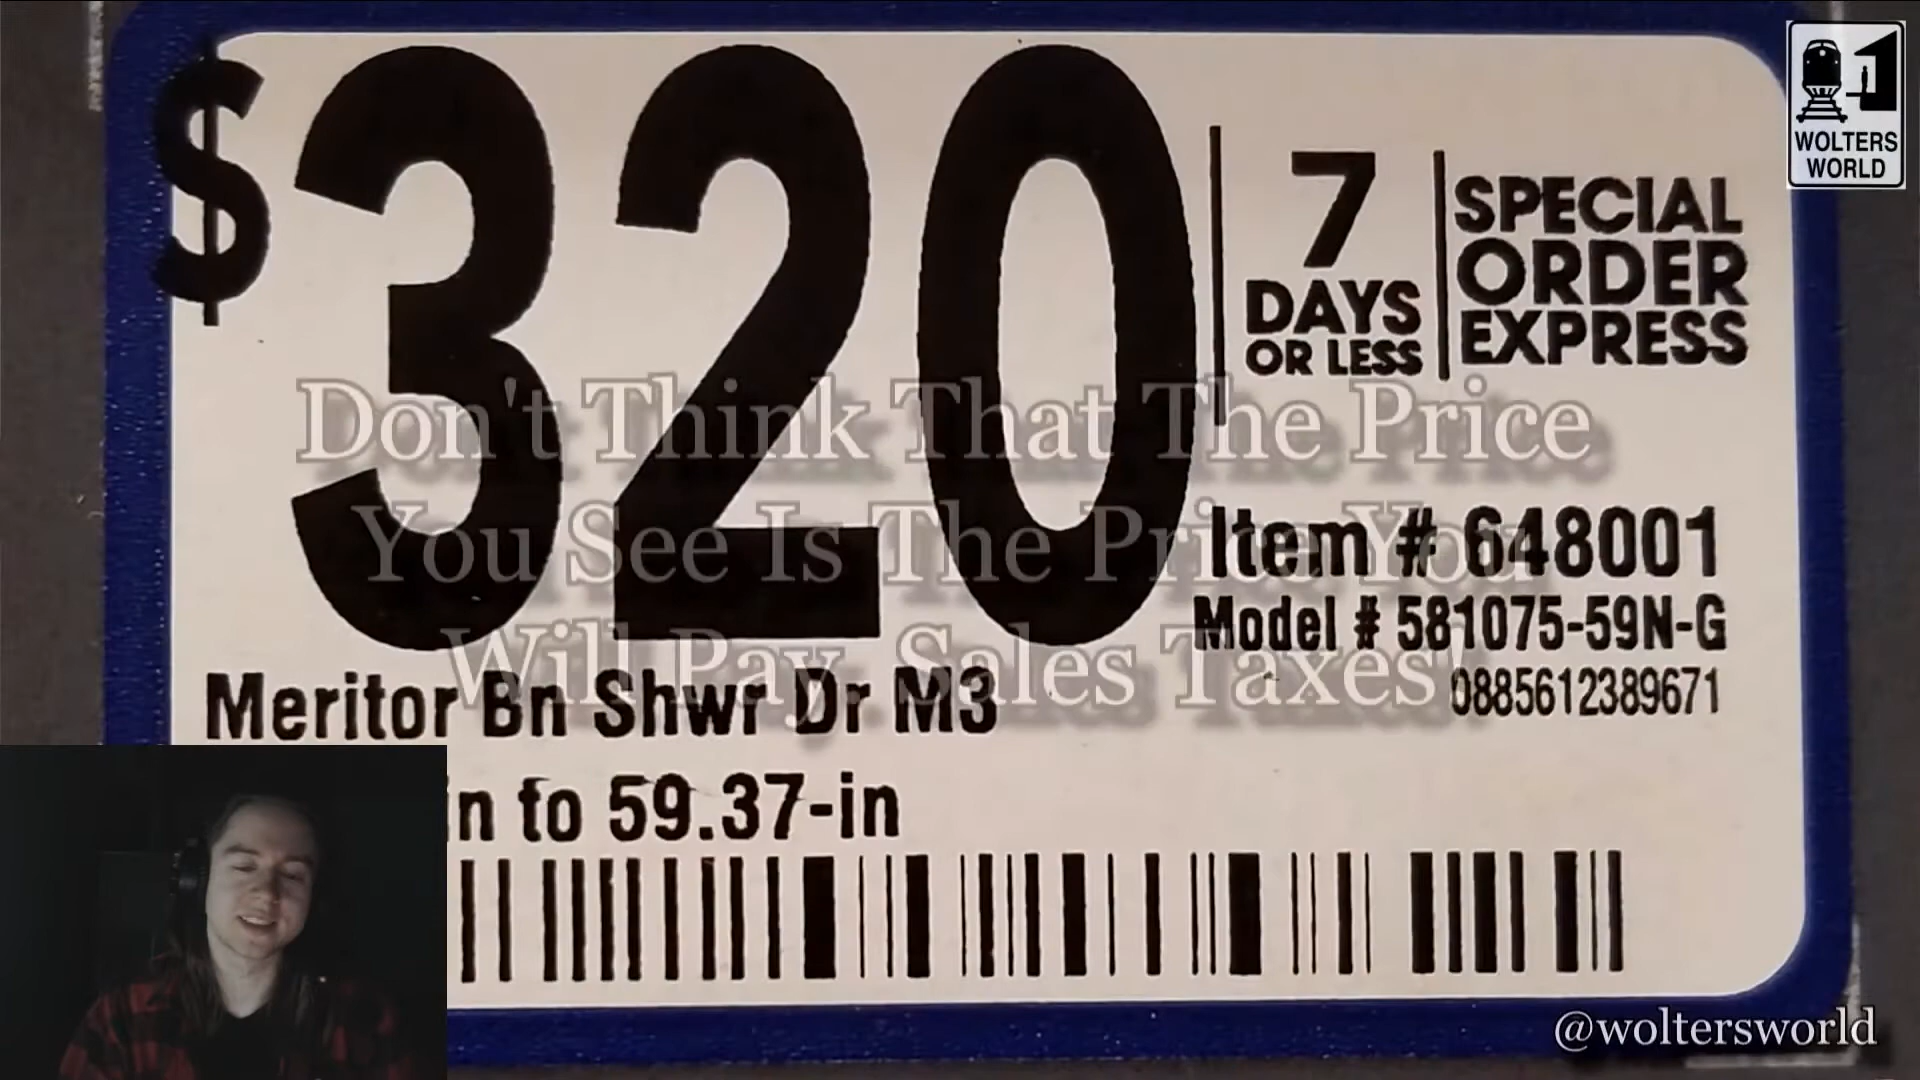 $320
7
DAYS
OR LESS
SPECIAL
ORDER
EXPRESS
WOLTERS
WORLD
Don't Think That The Price
You See Is The Price You
Will Pay. Sales Taxes!
Item # 648001
Model # 581075-59N-G
0885612389671
Meritor Bn Shwr Dr M3
in to 59.37-in
@woltersworld